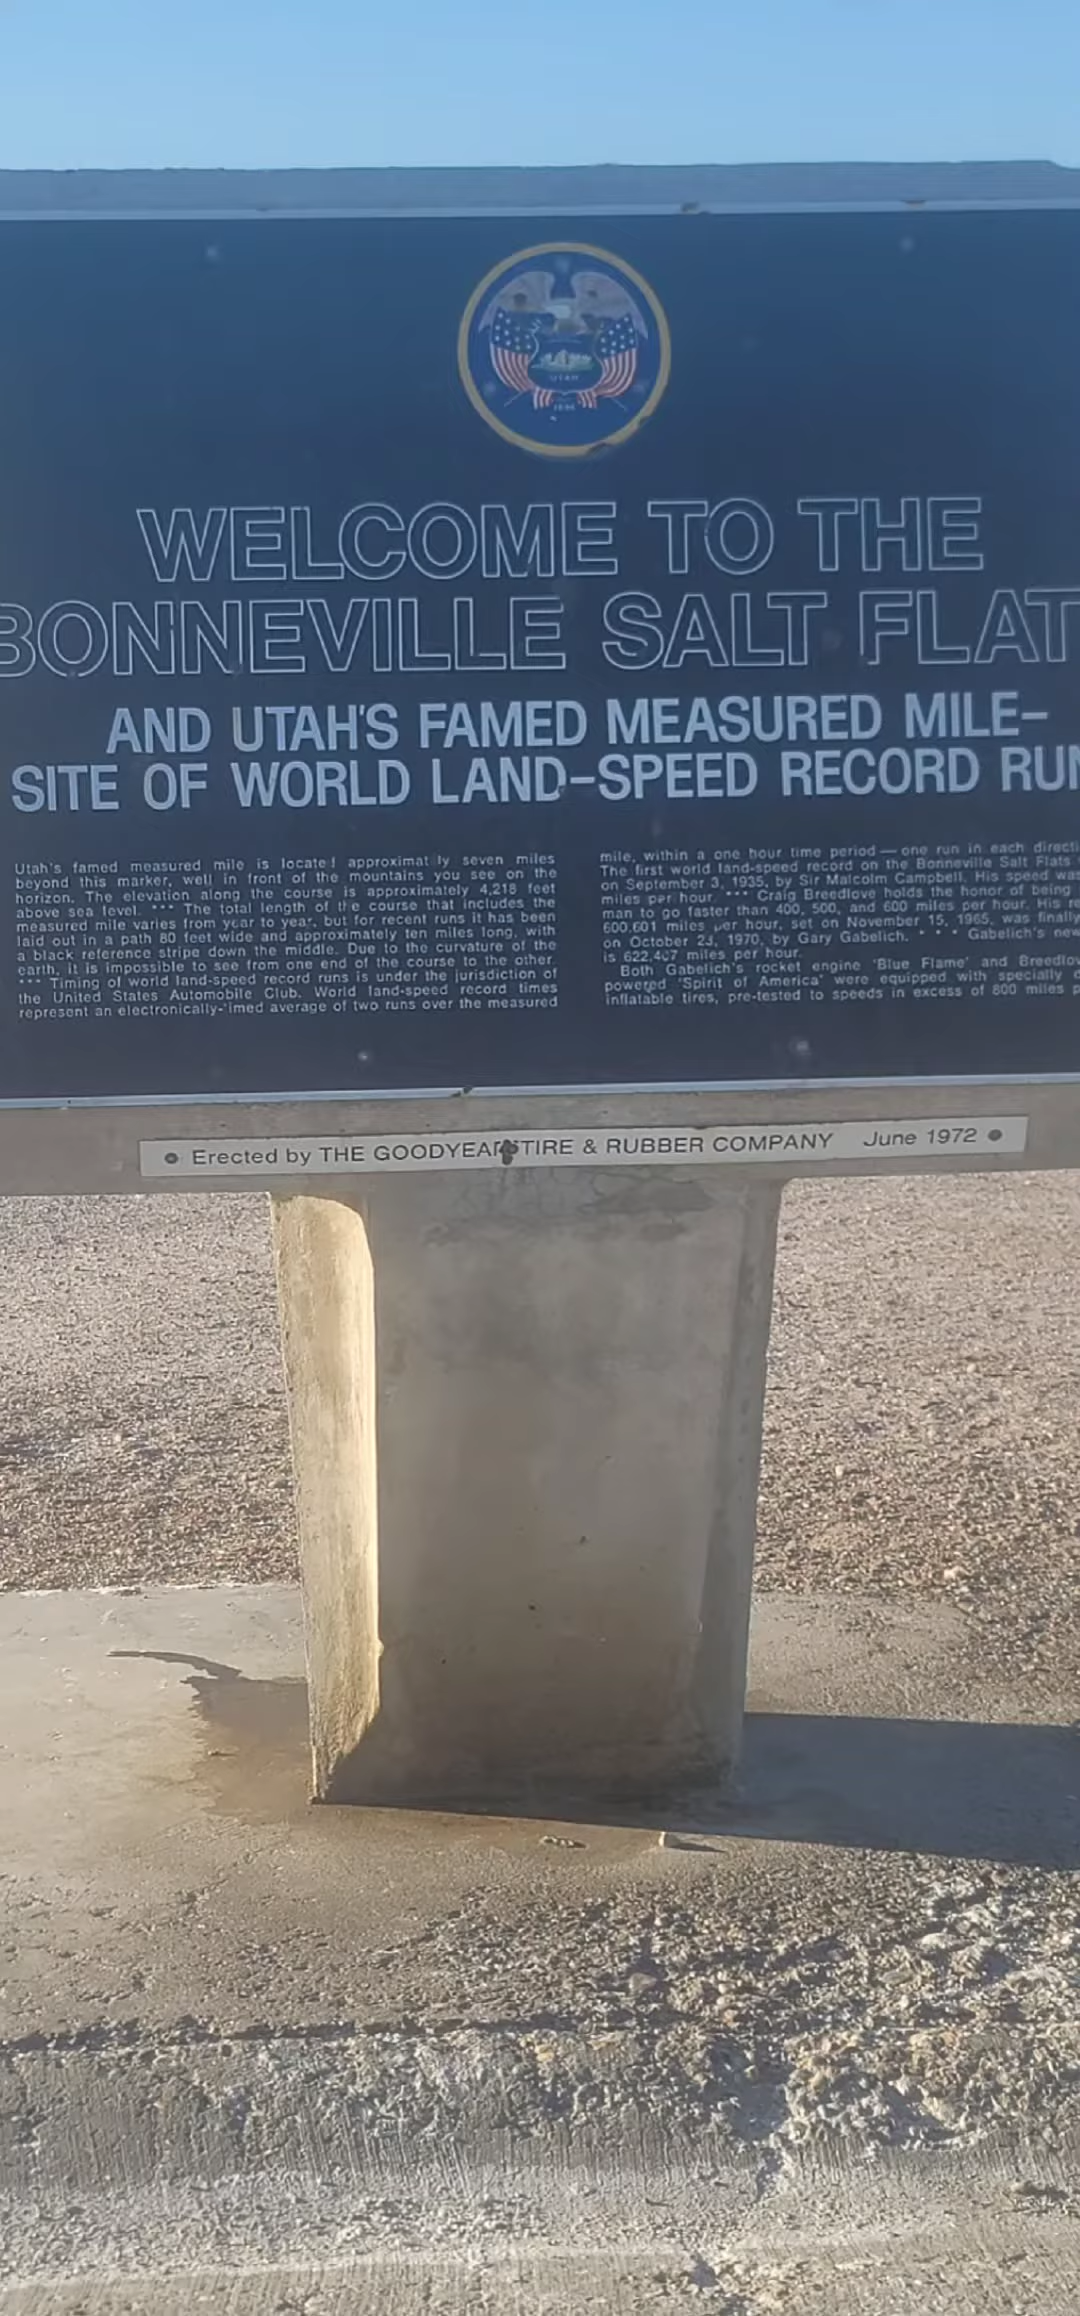 UTAH
1896
WELCOME TO THE
BONNEVILLE SALT FLAT
AND UTAH'S FAMED MEASURED MILE–
SITE OF WORLD LAND–SPEED RECORD RUN
Utah's famed measured mile is located approximately seven miles
beyond this marker, well in front of the mountains you see on the
horizon. The elevation along the course is approximately 4,218 feet
above sea level. *** The total length of the course that includes the
measured mile varies from year to year, but for recent runs it has been
laid out in a path 80 feet wide and approximately ten miles long, with
a black reference stripe down the middle. Due to the curvature of the
earth, it is impossible to see from one end of the course to the other.
*** Timing of world land-speed record runs is under the jurisdiction of
the United States Automobile Club. World land-speed record times
represent an electronically-timed average of two runs over the measured
mile, within a one hour time period — one run in each directi
The first world land-speed record on the Bonneville Salt Flats
on September 3, 1935, by Sir Malcolm Campbell. His speed was
miles per hour. *** Craig Breedlove holds the honor of being
man to go faster than 400, 500, and 600 miles per hour. His re
600.601 miles per hour, set on November 15, 1965, was finally
on October 23, 1970, by Gary Gabelich. * * * Gabelich's new
is 622.407 miles per hour.
Both Gabelich's rocket engine 'Blue Flame' and Breedlov
powered 'Spirit of America' were equipped with specially d
inflatable tires, pre-tested to speeds in excess of 800 miles p
Erected by THE GOODYEAR TIRE & RUBBER COMPANY June 1972